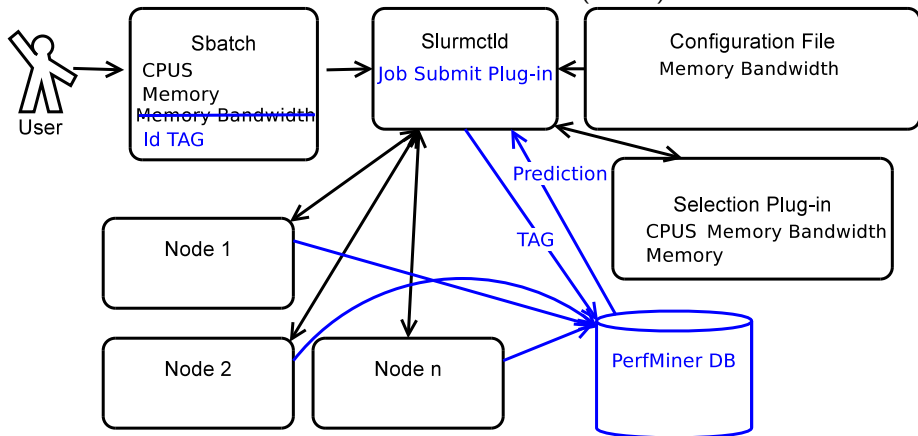 Sbatch
CPUS
Memory
Memory Bandwidth
Id TAG
User
Slurmctld
Job Submit Plug-in
Configuration File
Memory Bandwidth
Prediction
TAG
Selection Plug-in
CPUS Memory Bandwidth
Memory
Node 1
Node 2
Node n
PerfMiner DB